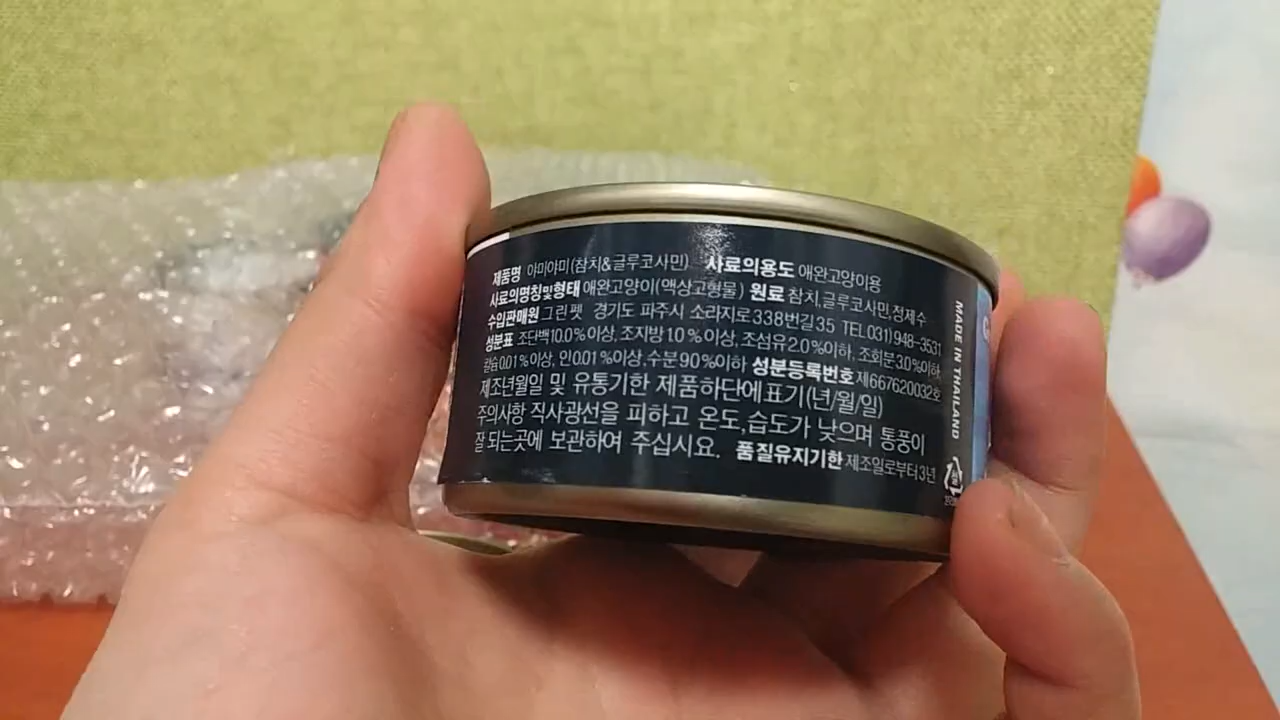 제품명 야미야미(참치&글루코사민) 사료의용도 애완고양이용
사료의명칭및형태 애완고양이(액상고형물) 원료 참치,글루코사민,정제수
수입판매원 그린펫 경기도 파주시 소라지로338번길35 TEL031)948-3531
성분표 조단백10.0%이상, 조지방1.0%이상, 조섬유2.0%이하, 조회분3.0%이하,
칼슘0.01%이상, 인0.01%이상,수분90%이하 성분등록번호 제667620032호
제조년월일 및 유통기한 제품하단에표기(년/월/일)
주의사항 직사광선을 피하고 온도,습도가 낮으며 통풍이
잘 되는곳에 보관하여 주십시요. 품질유지기한 제조일로부터3년
MADE IN THAILAND
철